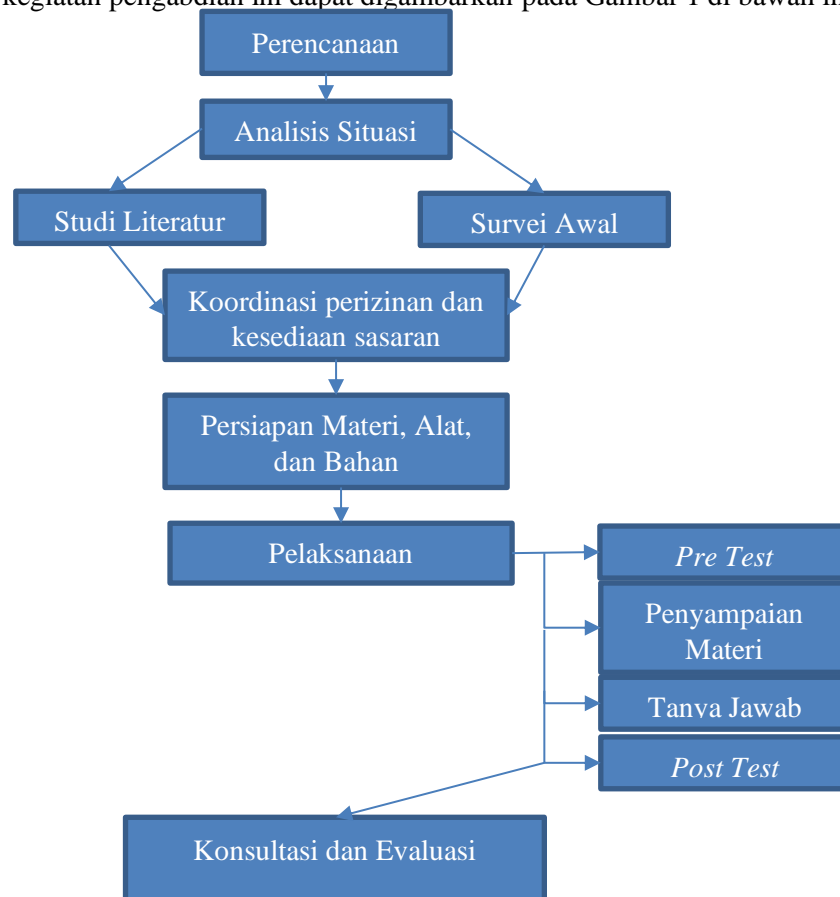 kegiatan pengabdian ini dapat digambarkan pada Gambar 1 di bawah
Perencanaan
Analisis Situasi
Studi Literatur
Survei Awal
Koordinasi perizinan dan
kesediaan sasaran
Persiapan Materi, Alat,
dan Bahan
Pelaksanaan
Pre Test
Penyampaian
Materi
Tanya Jawab
Post Test
Konsultasi dan Evaluasi